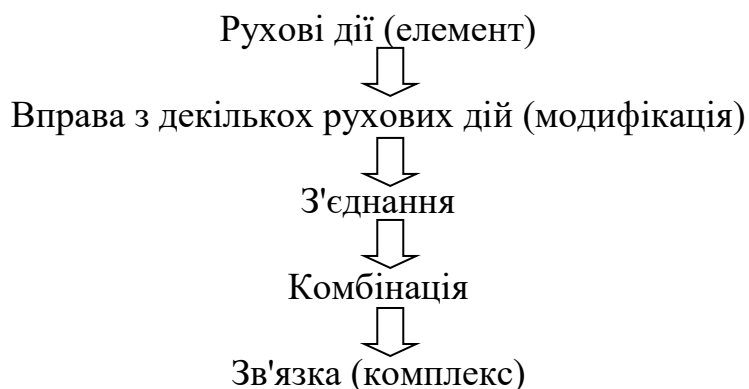 Рухові дії (елемент)
Вправа з декількох рухових дій (модифікація)
З'єднання
Комбінація
Зв'язка (комплекс)